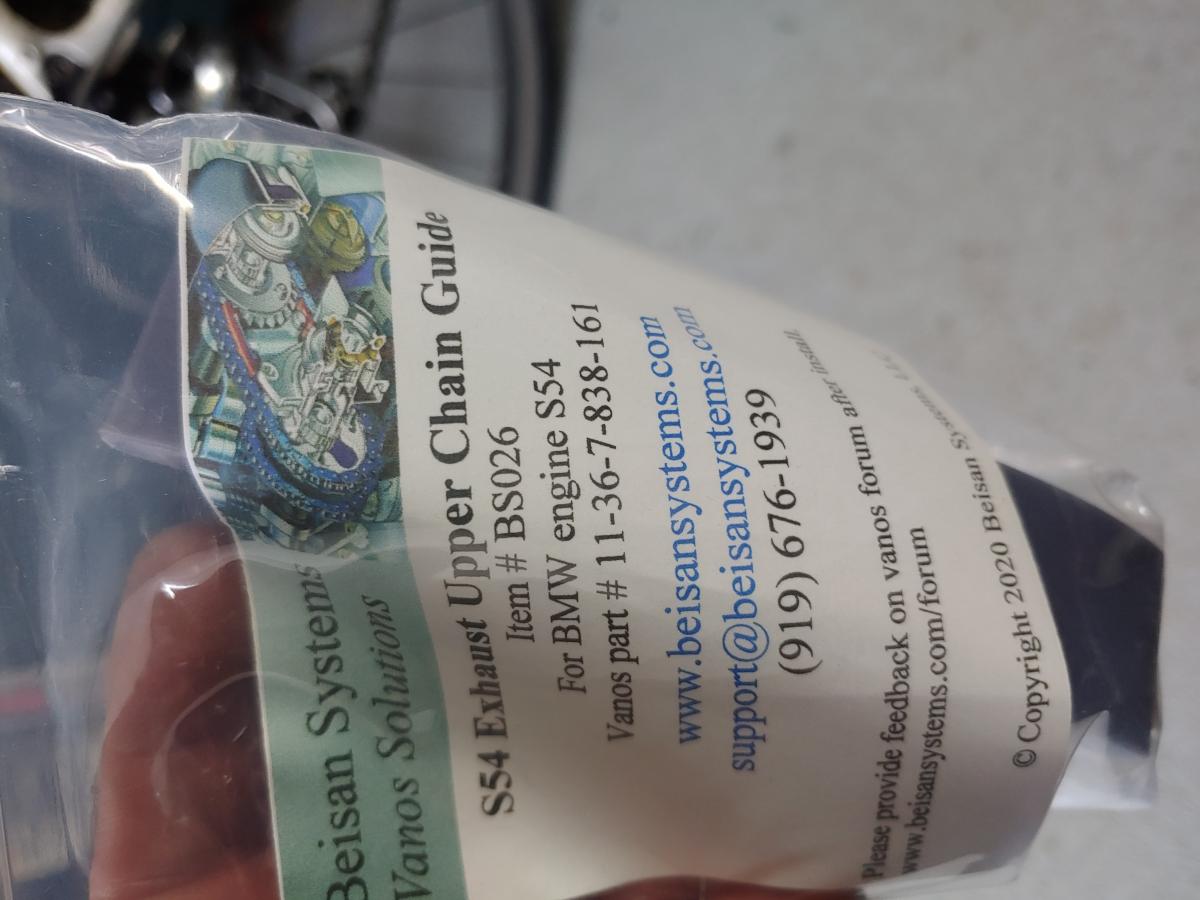 Beisan Systems
Vanos Solutions
S54 Exhaust Upper Chain Guide
Item # BS026
For BMW engine S54
Vanos part # 11-36-7-838-161
www.beisansystems.com
support@beisansystems.com
(919) 676-1939
Please provide feedback on vanos forum after install.
www.beisansystems.com/forum
© Copyright 2020 Beisan Systems, LLC